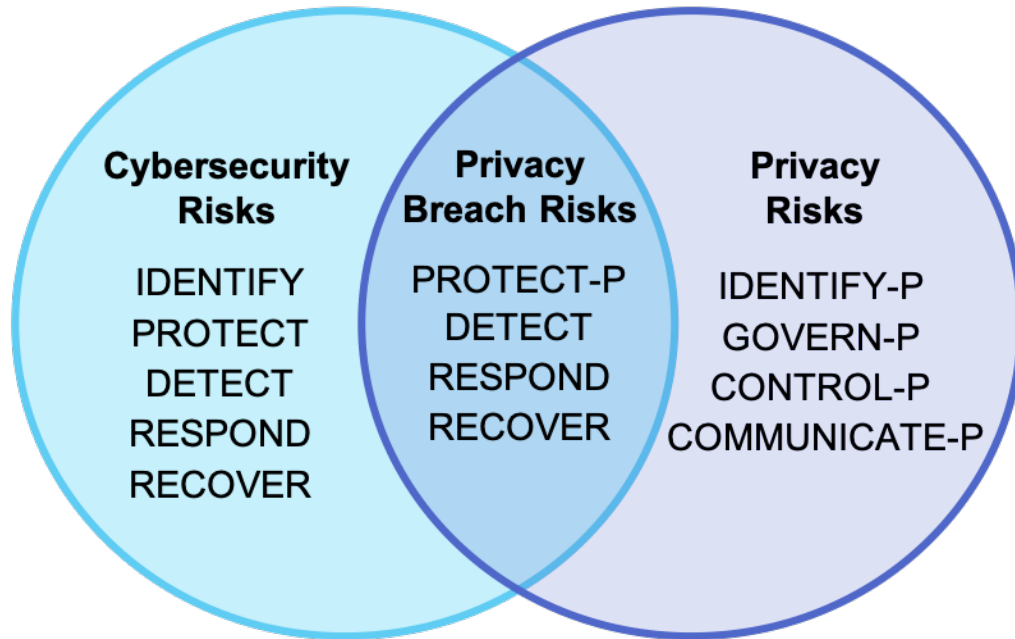 Cybersecurity
Risks
IDENTIFY
PROTECT
DETECT
RESPOND
RECOVER
Privacy
Breach Risks
PROTECT-P
DETECT
RESPOND
RECOVER
Privacy
Risks
IDENTIFY-P
GOVERN-P
CONTROL-P
COMMUNICATE-P